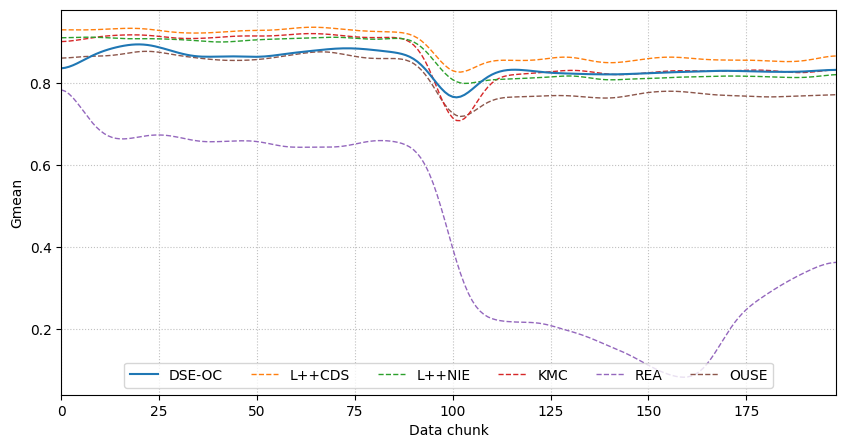 Gmean
0.8
0.6
0.4
0.2
DSE-OC L++CDS L++NIE KMC REA OUSE
0 25 50 75 100 125 150 175
Data chunk